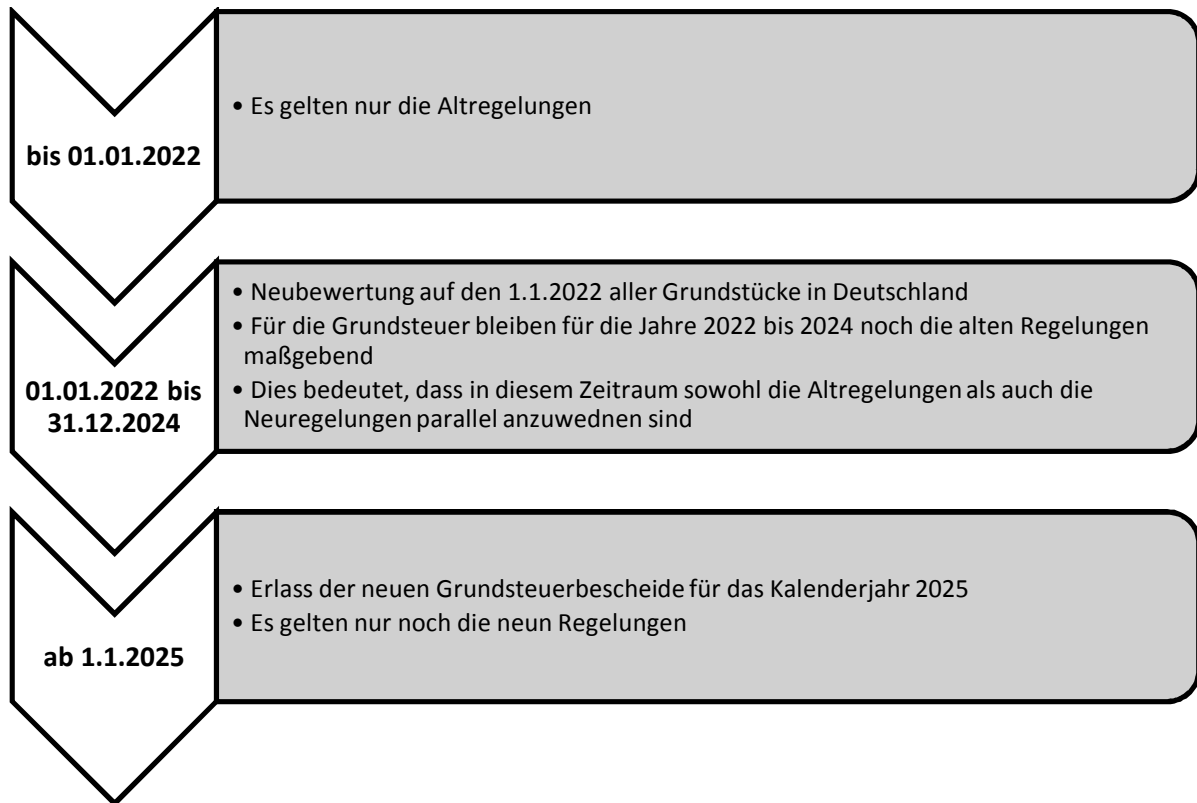 bis 01.01.2022
• Es gelten nur die Altregelungen
01.01.2022 bis
31.12.2024
• Neubewertung auf den 1.1.2022 aller Grundstücke in Deutschland
• Für die Grundsteuer bleiben für die Jahre 2022 bis 2024 noch die alten Regelungen
maßgebend
• Dies bedeutet, dass in diesem Zeitraum sowohl die Altregelungen als auch die
Neuregelungen parallel anzuwednen sind
ab 1.1.2025
• Erlass der neuen Grundsteuerbescheide für das Kalenderjahr 2025
• Es gelten nur noch die neun Regelungen